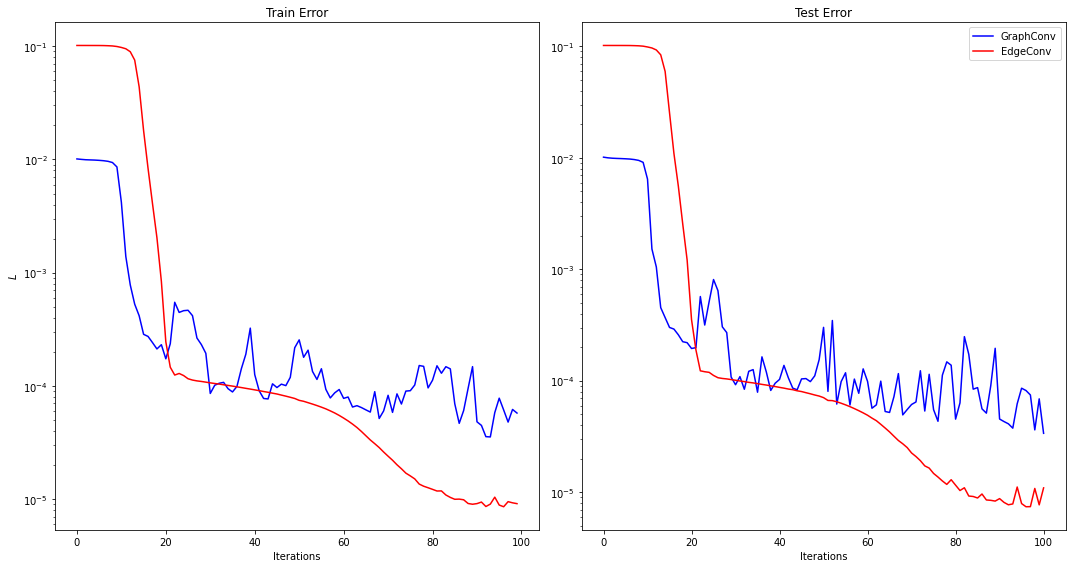 Train Error
10⁻¹
10⁻²
10⁻³
10⁻⁴
10⁻⁵
L
0 20 40 60 80 100
Iterations
Test Error
GraphConv
EdgeConv
10⁻¹
10⁻²
10⁻³
10⁻⁴
10⁻⁵
0 20 40 60 80 100
Iterations